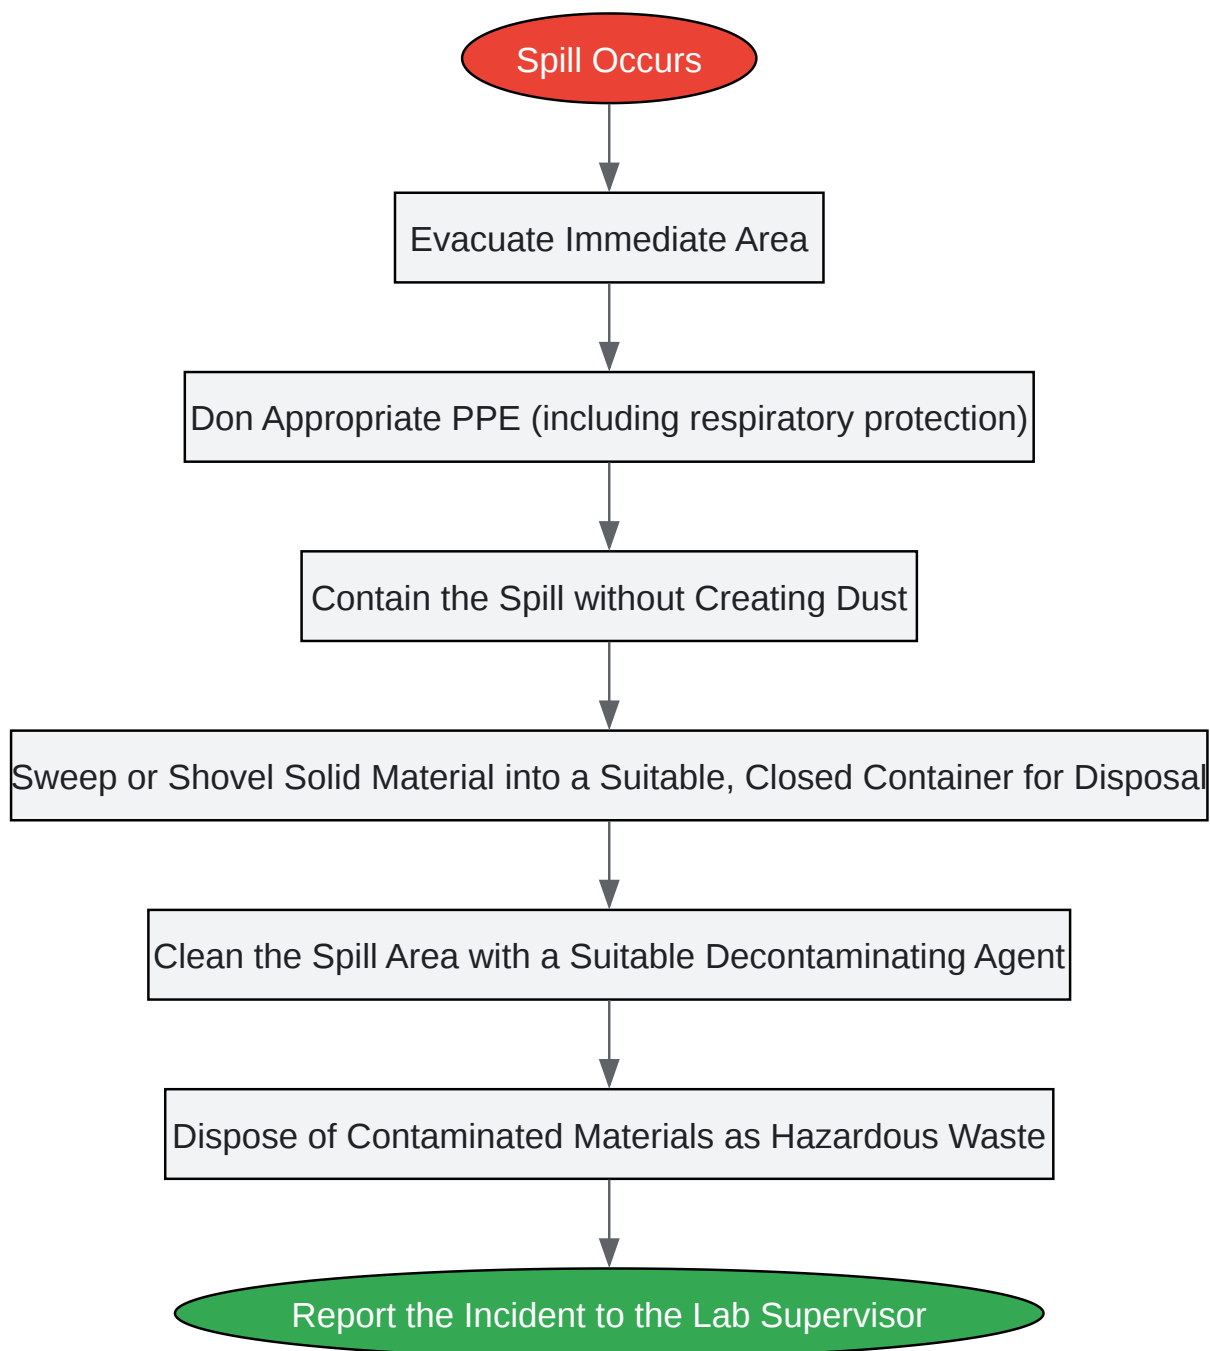 Spill Occurs
Evacuate Immediate Area
Don Appropriate PPE (including respiratory protection)
Contain the Spill without Creating Dust
Sweep or Shovel Solid Material into a Suitable, Closed Container for Disposal
Clean the Spill Area with a Suitable Decontaminating Agent
Dispose of Contaminated Materials as Hazardous Waste
Report the Incident to the Lab Supervisor